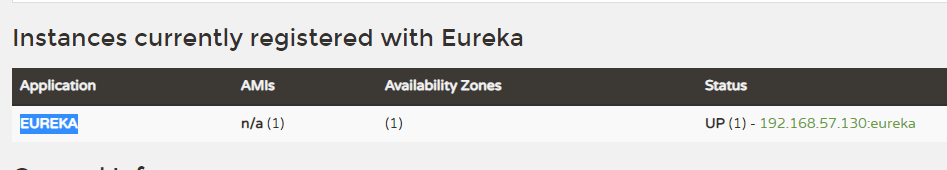 Instances currently registered with Eureka
Application AMIs Availability Zones Status
EUREKA n/a (1) (1) UP (1) - 192.168.57.130:eureka